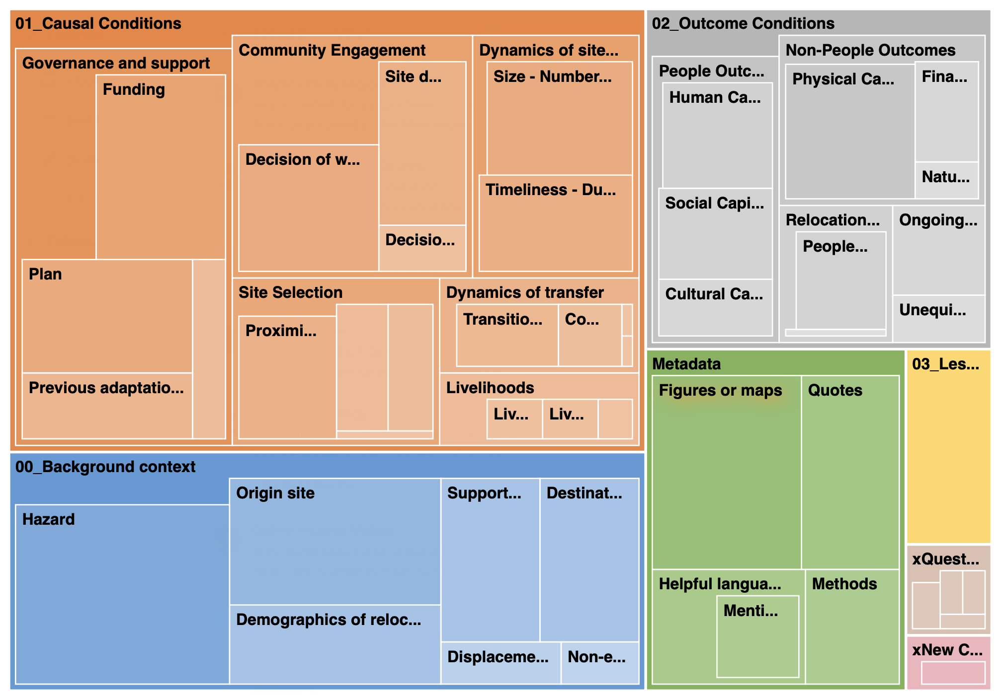 01_Causal Conditions
Governance and support
Funding
Plan
Previous adaptatio...
Community Engagement
Site d...
Decision of w...
Decisio...
Dynamics of site...
Size - Number...
Timeliness - Du...
Site Selection
Proximi...
Dynamics of transfer
Transitio...
Co...
Livelihoods
Liv...
Liv...
00_Background context
Hazard
Origin site
Demographics of reloc...
Support...
Destinat...
Displaceme...
Non-e...
02_Outcome Conditions
People Outc...
Human Ca...
Social Capi...
Cultural Ca...
Non-People Outcomes
Physical Ca...
Fina...
Natu...
Relocation...
People...
Ongoing...
Unequi...
Metadata
Figures or maps
Quotes
Helpful langua...
Menti...
Methods
03_Les...
xQuest...
xNew C...